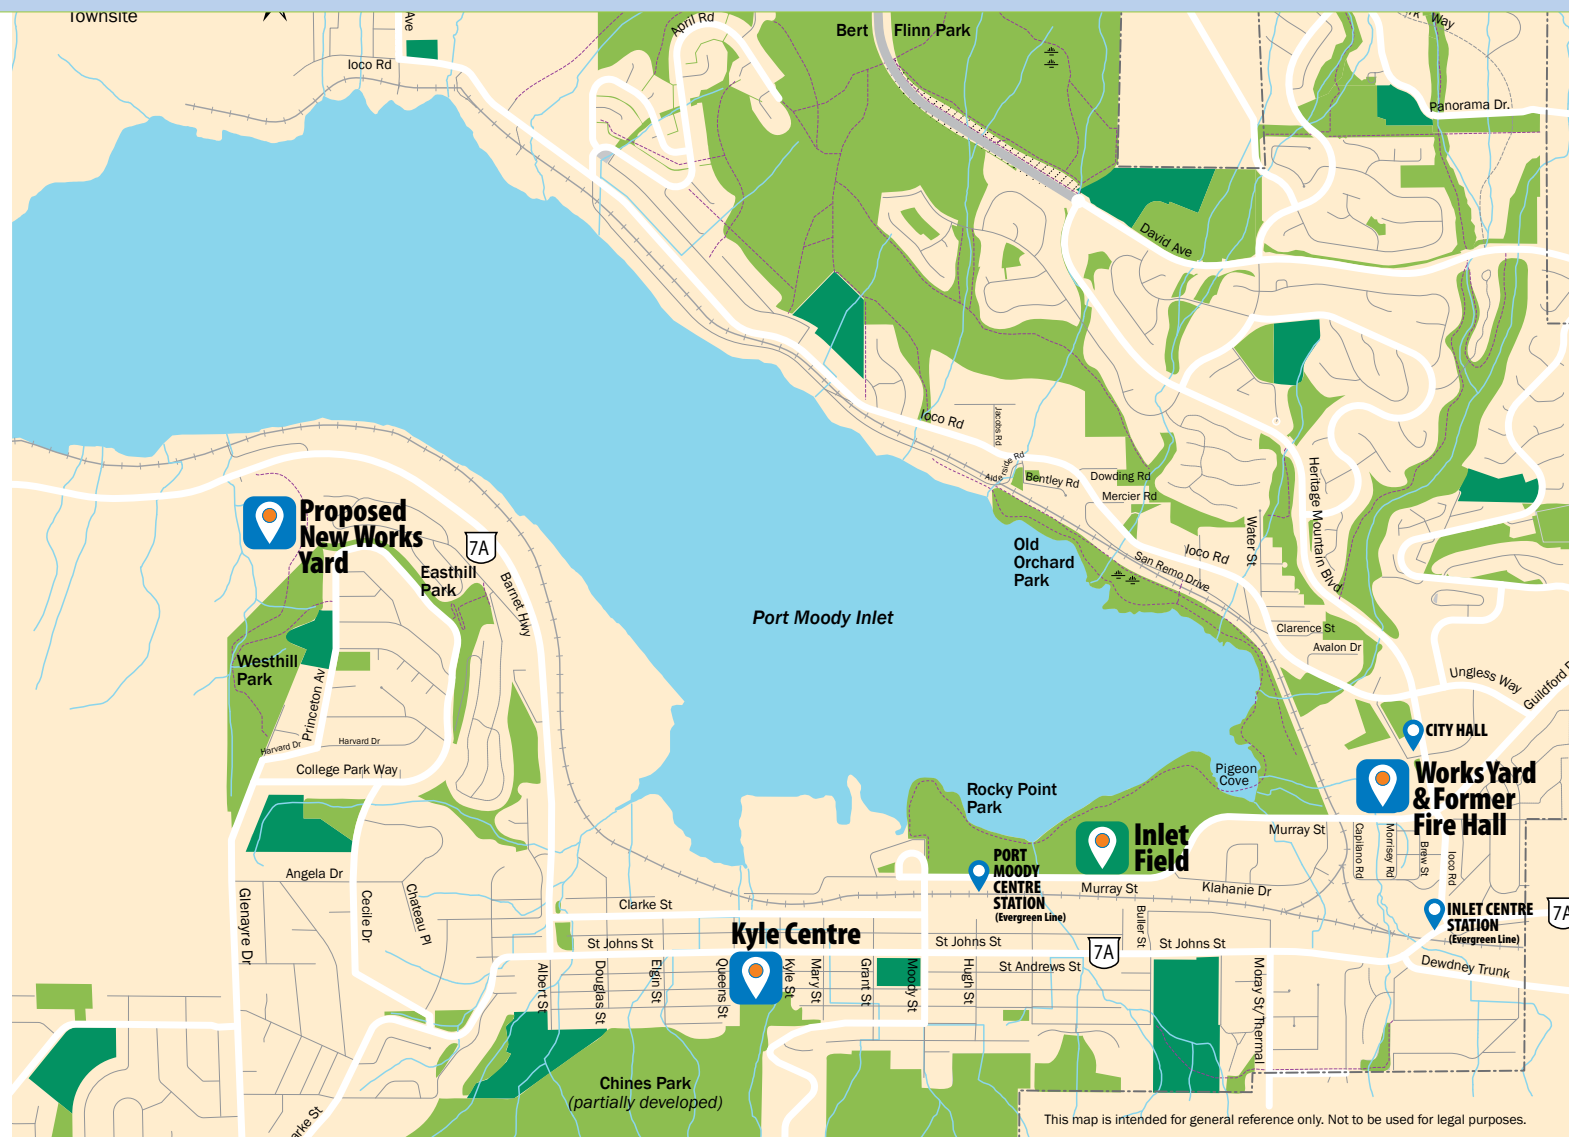 Townsite
Ave
Ioco Rd
April Rd
Bert Flinn Park
Way
Panorama Dr.
David Ave
Ioco Rd
Jacobs Rd
Alderside Rd
Bentley Rd
Dowding Rd
Mercier Rd
Heritage Mountain Blvd
Water St
Ioco Rd
San Remo Drive
Old
Orchard
Park
Proposed
New Works
Yard
7A
Easthill
Park
Barnet Hwy
Port Moody Inlet
Clarence St
Avalon Dr
Westhill
Park
Princeton Av
Ungless Way
Guildford
Harvard Dr
Harvard Dr
College Park Way
CITY HALL
Pigeon
Cove
Works Yard
& Former
Fire Hall
Rocky Point
Park
Inlet
Field
Murray St
Capilano Rd
Morrisey Rd
Brew St
Ioco Rd
PORT
MOODY
CENTRE
STATION
(Evergreen Line)
Murray St
Klahanie Dr
Angela Dr
Glenayre Dr
Cecile Dr
Chateau Pl
Clarke St
Kyle Centre
St Johns St
St Johns St
Buller St
7A
St Johns St
INLET CENTRE
STATION
(Evergreen Line)
7A
Dewdney Trunk
St Andrews St
Albert St
Douglas St
Elgin St
Queens St
Kyle St
Mary St
Grant St
Moody St
Hugh St
Moray St/Thermal
Chines Park
(partially developed)
This map is intended for general reference only. Not to be used for legal purposes.